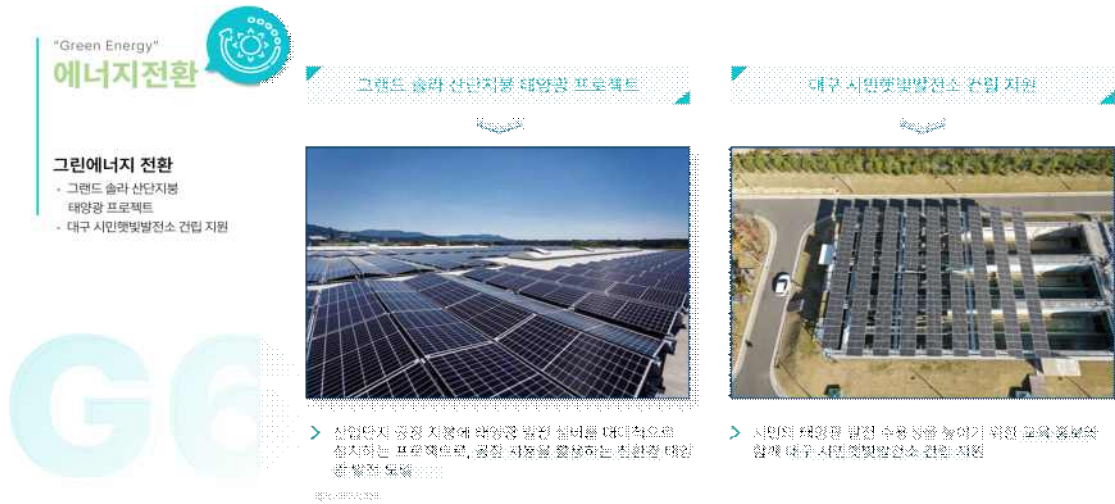 "Green Energy"
에너지전환
그린에너지 전환
- 그랜드 솔라 산단지붕
태양광 프로젝트
- 대구 시민햇빛발전소 건립 지원
G6
그랜드 솔라 산단지붕 태양광 프로젝트
산업단지 공장 지붕에 태양광 발전 설비를 대대적으로
설치하는 프로젝트로, 공장 지붕을 활용하는 친환경 태양
광 발전 모델
대구 시민햇빛발전소 건립 지원
시민의 태양광 발전 수용성을 높이기 위한 교육·홍보와
함께 대구 시민햇빛발전소 건립 지원